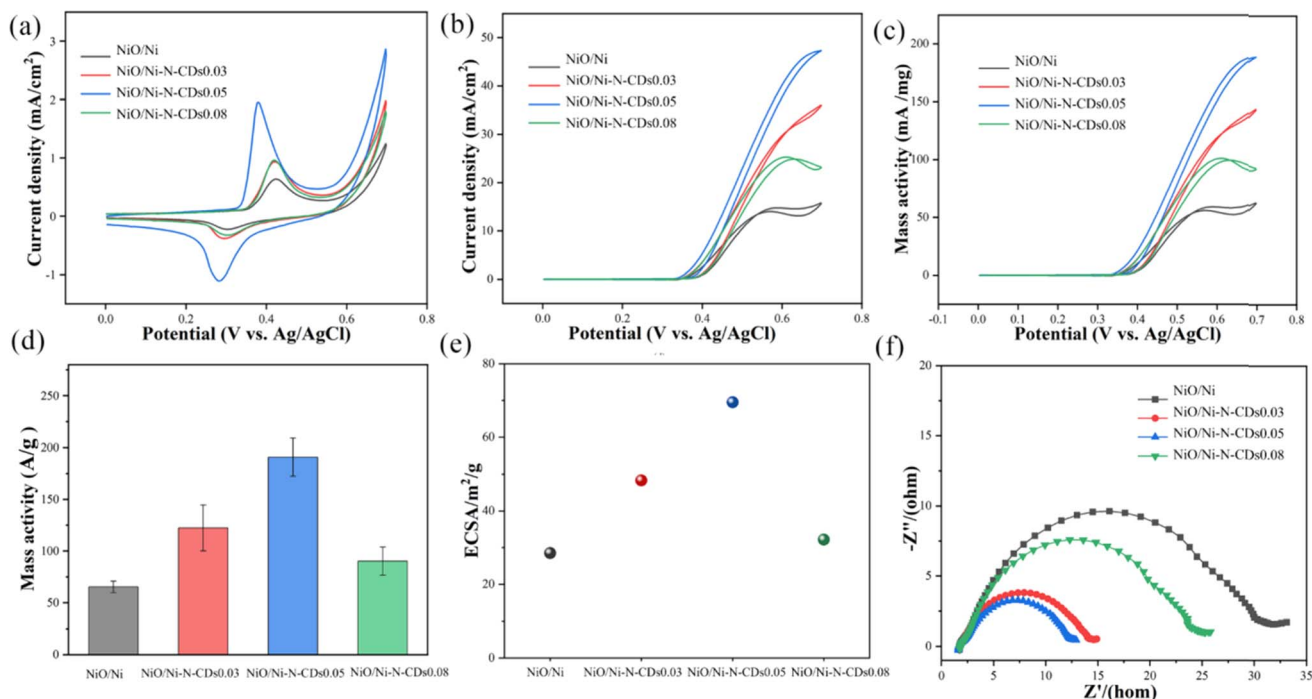 (a)
NiO/Ni
NiO/Ni-N-CDs0.03
NiO/Ni-N-CDs0.05
NiO/Ni-N-CDs0.08
Current density (mA/cm²)
3
2
1
0
-1
0.0 0.2 0.4 0.6 0.8
Potential (V vs. Ag/AgCl)
(b)
NiO/Ni
NiO/Ni-N-CDs0.03
NiO/Ni-N-CDs0.05
NiO/Ni-N-CDs0.08
Current density (mA/cm²)
50
40
30
20
10
0
0.0 0.2 0.4 0.6 0.8
Potential (V vs. Ag/AgCl)
(c)
NiO/Ni
NiO/Ni-N-CDs0.03
NiO/Ni-N-CDs0.05
NiO/Ni-N-CDs0.08
Mass activity (mA /mg)
200
150
100
50
0
-0.1 0.0 0.1 0.2 0.3 0.4 0.5 0.6 0.7 0.8
Potential (V vs. Ag/AgCl)
(d)
Mass activity (A/g)
250
200
150
100
50
0
NiO/Ni NiO/Ni-N-CDs0.03 NiO/Ni-N-CDs0.05 NiO/Ni-N-CDs0.08
(e)
ECSA/m²/g
80
60
40
20
0
NiO/Ni NiO/Ni-N-CDs0.03 NiO/Ni-N-CDs0.05 NiO/Ni-N-CDs0.08
(f)
NiO/Ni
NiO/Ni-N-CDs0.03
NiO/Ni-N-CDs0.05
NiO/Ni-N-CDs0.08
-Z''/(ohm)
20
15
10
5
0
0 5 10 15 20 25 30 35
Z'/(hom)